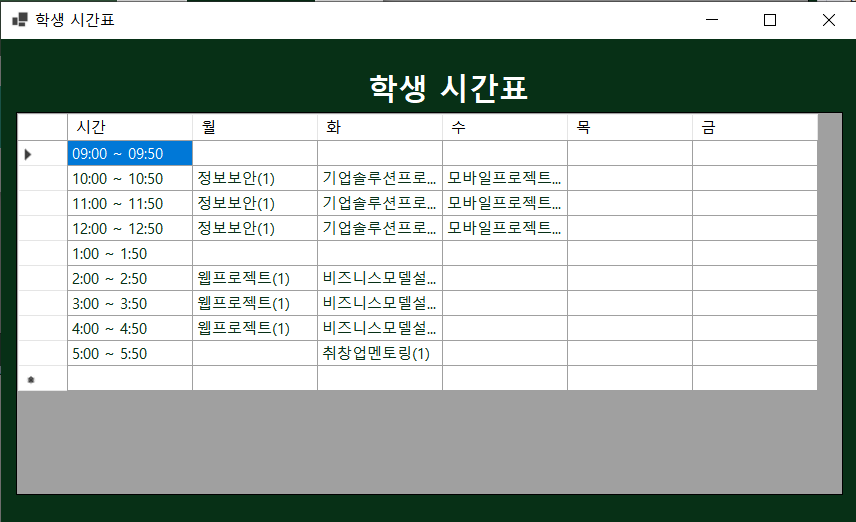 학생 시간표
학생 시간표
시간 월 화 수 목 금
09:00 ~ 09:50
10:00 ~ 10:50 정보보안(1) 기업솔루션프로... 모바일프로젝트...
11:00 ~ 11:50 정보보안(1) 기업솔루션프로... 모바일프로젝트...
12:00 ~ 12:50 정보보안(1) 기업솔루션프로... 모바일프로젝트...
1:00 ~ 1:50
2:00 ~ 2:50 웹프로젝트(1) 비즈니스모델설...
3:00 ~ 3:50 웹프로젝트(1) 비즈니스모델설...
4:00 ~ 4:50 웹프로젝트(1) 비즈니스모델설...
5:00 ~ 5:50 취창업멘토링(1)